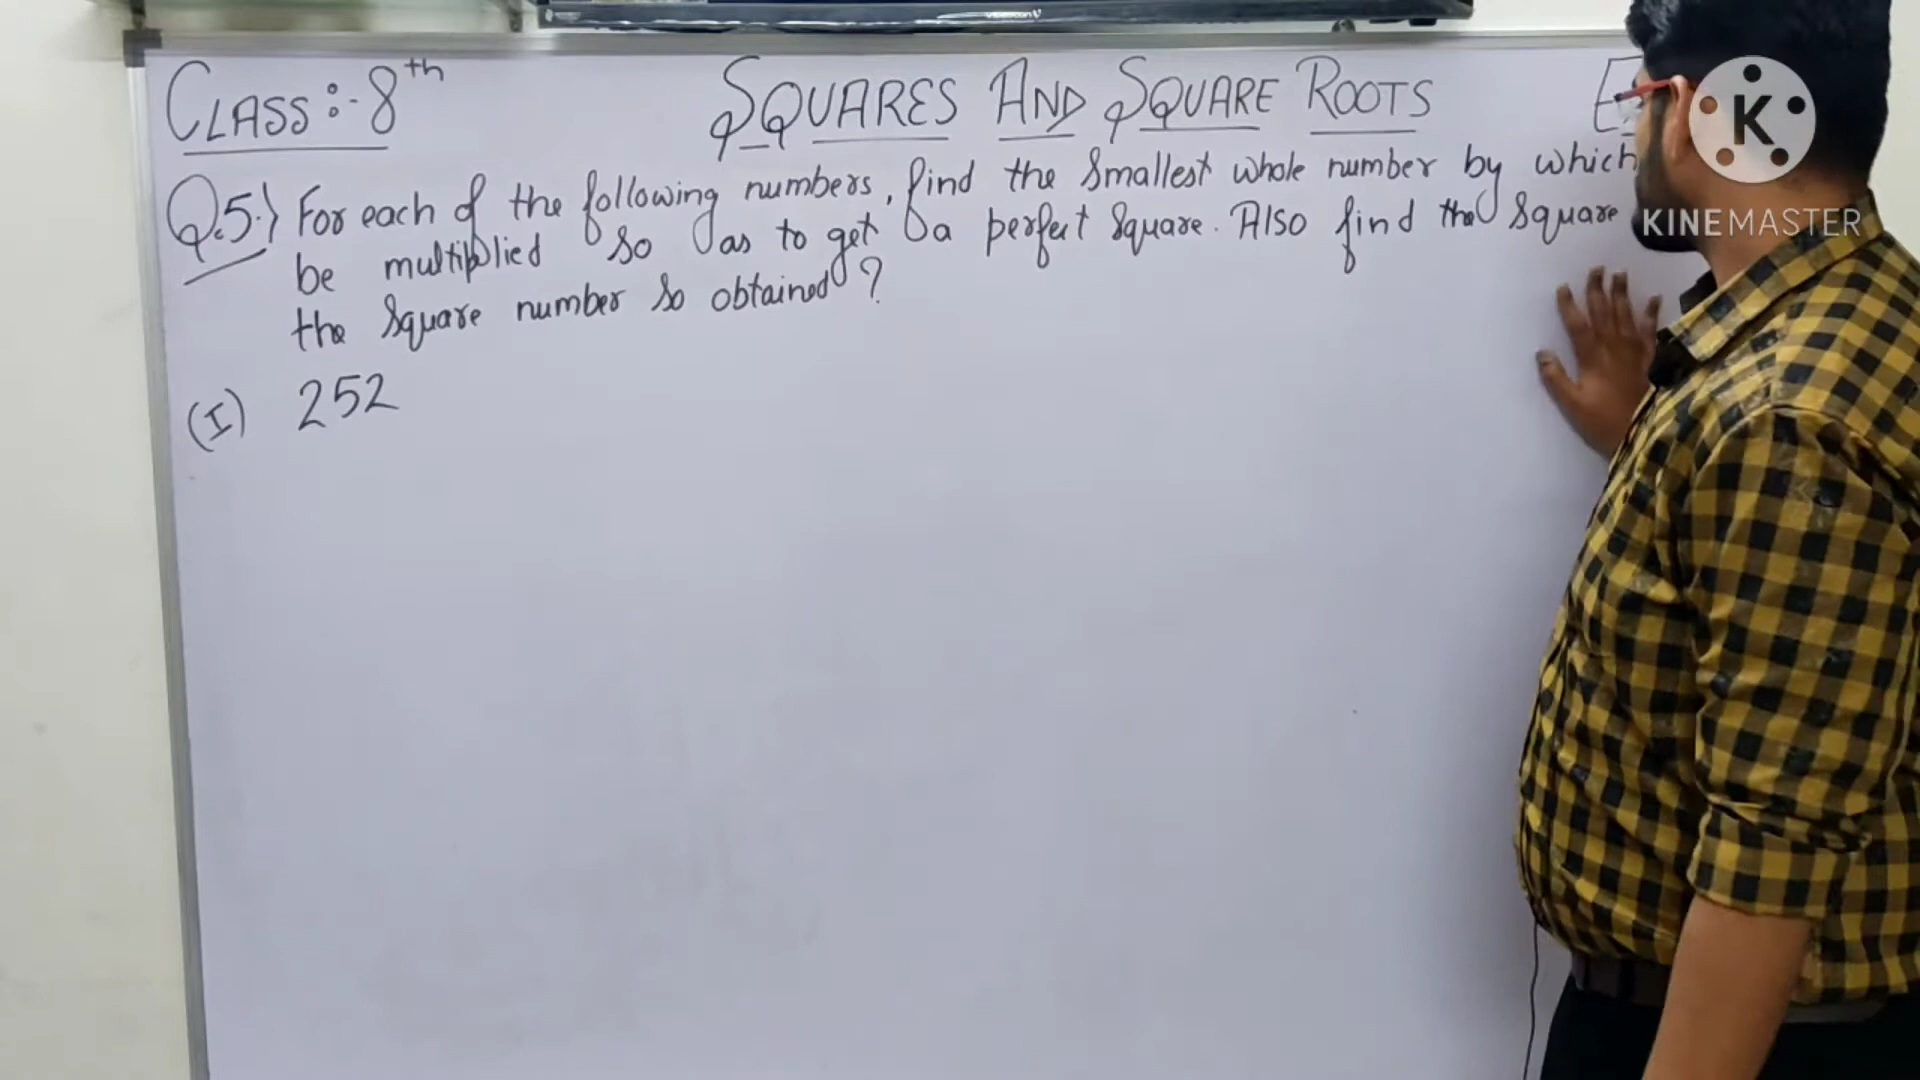 CLASS :- 8th SQUARES AND SQUARE ROOTS
Q.5.) For each of the following numbers, find the smallest whole number by which
be multiplied so as to get a perfect square. Also find the square
the square number so obtained?
(I) 252
K
KINEMASTER